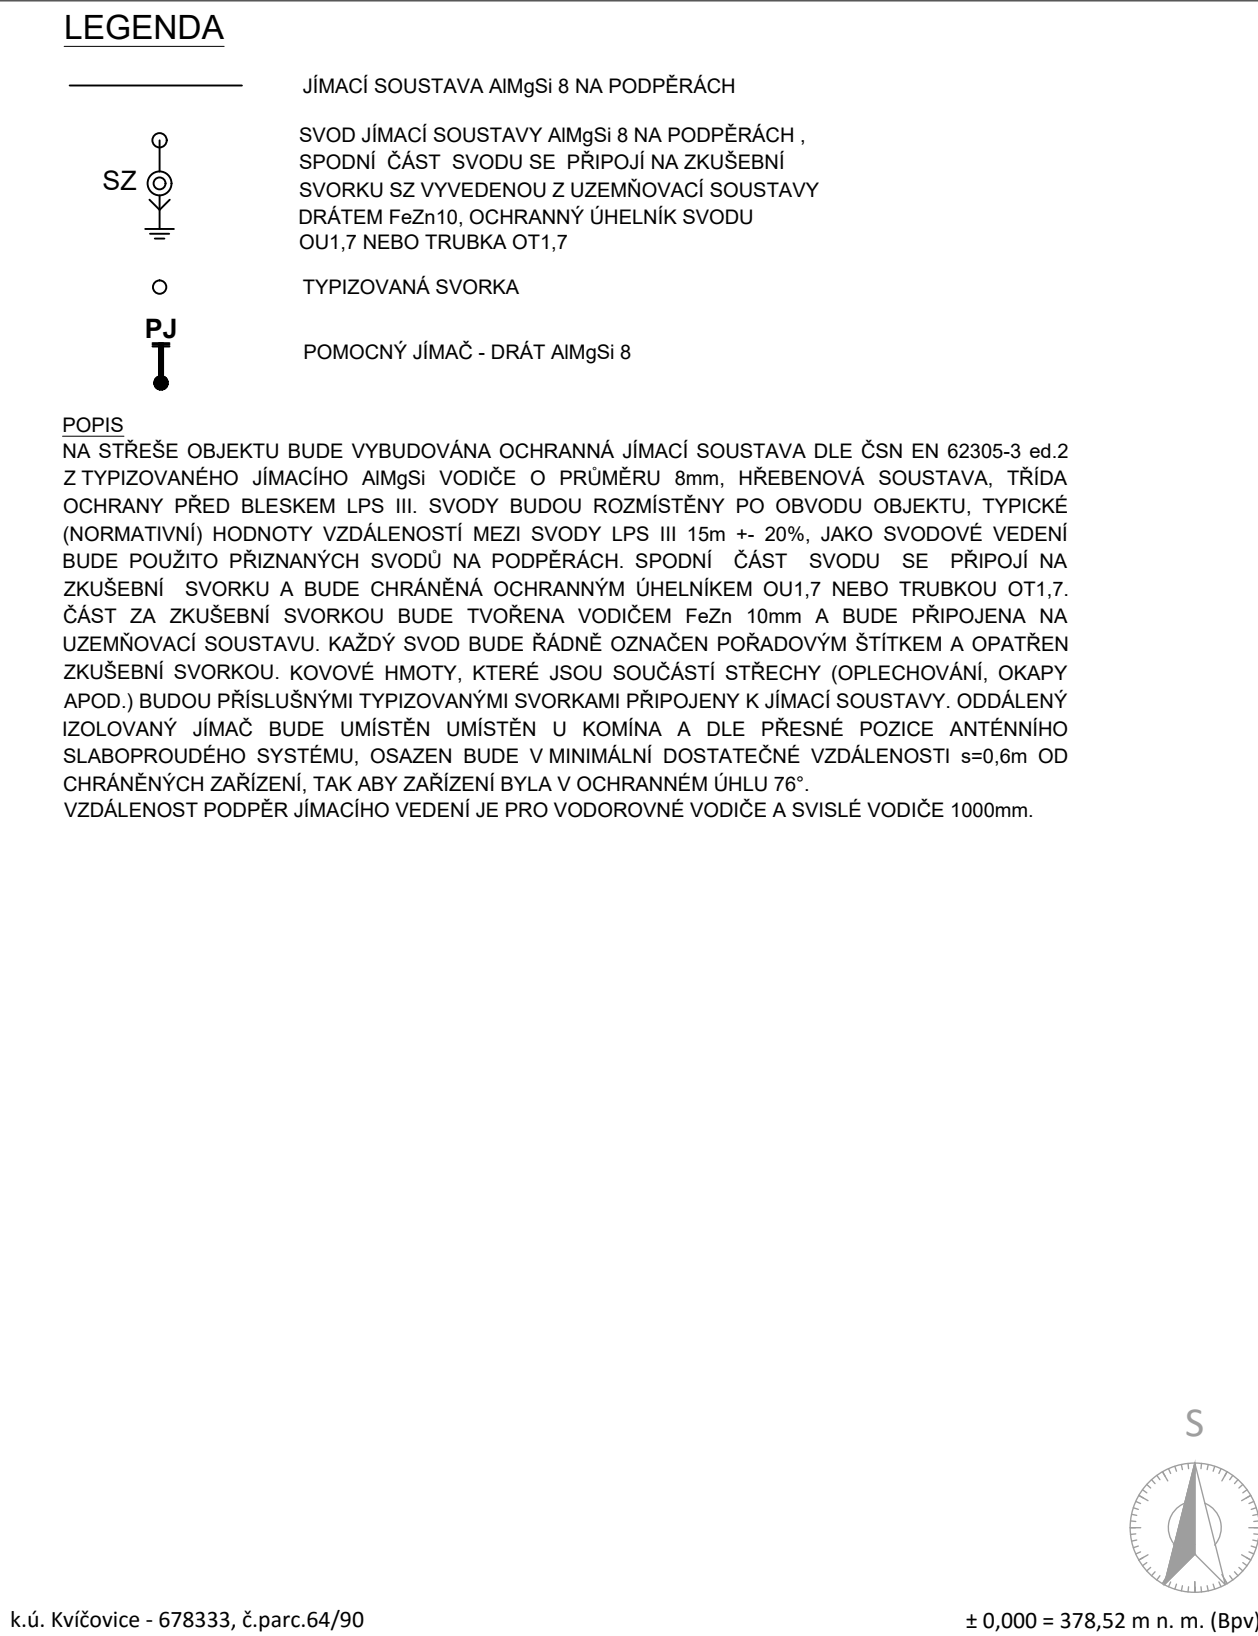 LEGENDA
JÍMACÍ SOUSTAVA AlMgSi 8 NA PODPĚRÁCH
SVOD JÍMACÍ SOUSTAVY AlMgSi 8 NA PODPĚRÁCH ,
SPODNÍ ČÁST SVODU SE PŘIPOJÍ NA ZKUŠEBNÍ
SZ
SVORKU SZ VYVEDENOU Z UZEMŇOVACÍ SOUSTAVY
DRÁTEM FeZn10, OCHRANNÝ ÚHELNÍK SVODU
OU1,7 NEBO TRUBKA OT1,7
TYPIZOVANÁ SVORKA
PJ
POMOCNÝ JÍMAČ - DRÁT AlMgSi 8
POPIS
NA STŘEŠE OBJEKTU BUDE VYBUDOVÁNA OCHRANNÁ JÍMACÍ SOUSTAVA DLE ČSN EN 62305-3 ed.2
Z TYPIZOVANÉHO JÍMACÍHO AlMgSi VODIČE O PRŮMĚRU 8mm, HŘEBENOVÁ SOUSTAVA, TŘÍDA
OCHRANY PŘED BLESKEM LPS III. SVODY BUDOU ROZMÍSTĚNY PO OBVODU OBJEKTU, TYPICKÉ
(NORMATIVNÍ) HODNOTY VZDÁLENOSTÍ MEZI SVODY LPS III 15m +- 20%, JAKO SVODOVÉ VEDENÍ
BUDE POUŽITO PŘIZNANÝCH SVODŮ NA PODPĚRÁCH. SPODNÍ ČÁST SVODU SE PŘIPOJÍ NA
ZKUŠEBNÍ SVORKU A BUDE CHRÁNĚNÁ OCHRANNÝM ÚHELNÍKEM OU1,7 NEBO TRUBKOU OT1,7.
ČÁST ZA ZKUŠEBNÍ SVORKOU BUDE TVOŘENA VODIČEM FeZn 10mm A BUDE PŘIPOJENA NA
UZEMŇOVACÍ SOUSTAVU. KAŽDÝ SVOD BUDE ŘÁDNĚ OZNAČEN POŘADOVÝM ŠTÍTKEM A OPATŘEN
ZKUŠEBNÍ SVORKOU. KOVOVÉ HMOTY, KTERÉ JSOU SOUČÁSTÍ STŘECHY (OPLECHOVÁNÍ, OKAPY
APOD.) BUDOU PŘÍSLUŠNÝMI TYPIZOVANÝMI SVORKAMI PŘIPOJENY K JÍMACÍ SOUSTAVY. ODDÁLENÝ
IZOLOVANÝ JÍMAČ BUDE UMÍSTĚN UMÍSTĚN U KOMÍNA A DLE PŘESNÉ POZICE ANTÉNNÍHO
SLABOPROUDÉHO SYSTÉMU, OSAZEN BUDE V MINIMÁLNÍ DOSTATEČNÉ VZDÁLENOSTI s=0,6m OD
CHRÁNĚNÝCH ZAŘÍZENÍ, TAK ABY ZAŘÍZENÍ BYLA V OCHRANNÉM ÚHLU 76°.
VZDÁLENOST PODPĚR JÍMACÍHO VEDENÍ JE PRO VODOROVNÉ VODIČE A SVISLÉ VODIČE 1000mm.
S
k.ú. Kvíčovice - 678333, č.parc.64/90
± 0,000 = 378,52 m n. m. (Bpv)